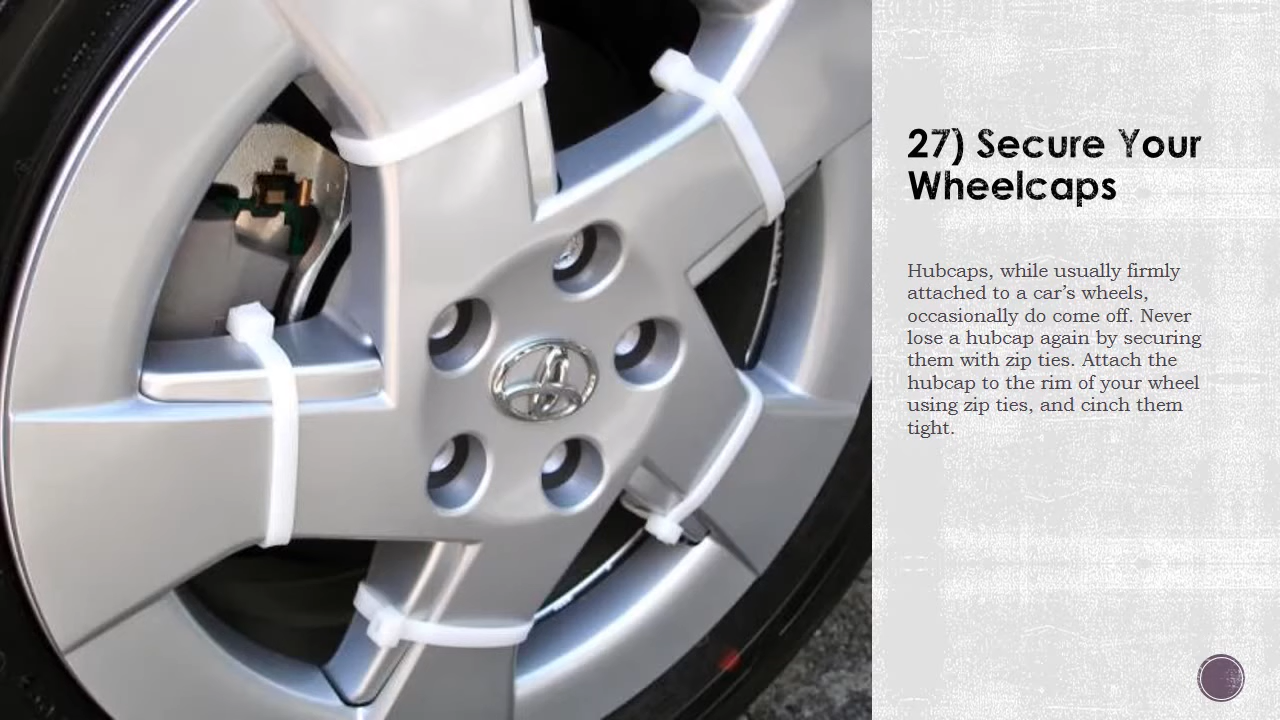 27) Secure Your
Wheelcaps
Hubcaps, while usually firmly
attached to a car’s wheels,
occasionally do come off. Never
lose a hubcap again by securing
them with zip ties. Attach the
hubcap to the rim of your wheel
using zip ties, and cinch them
tight.